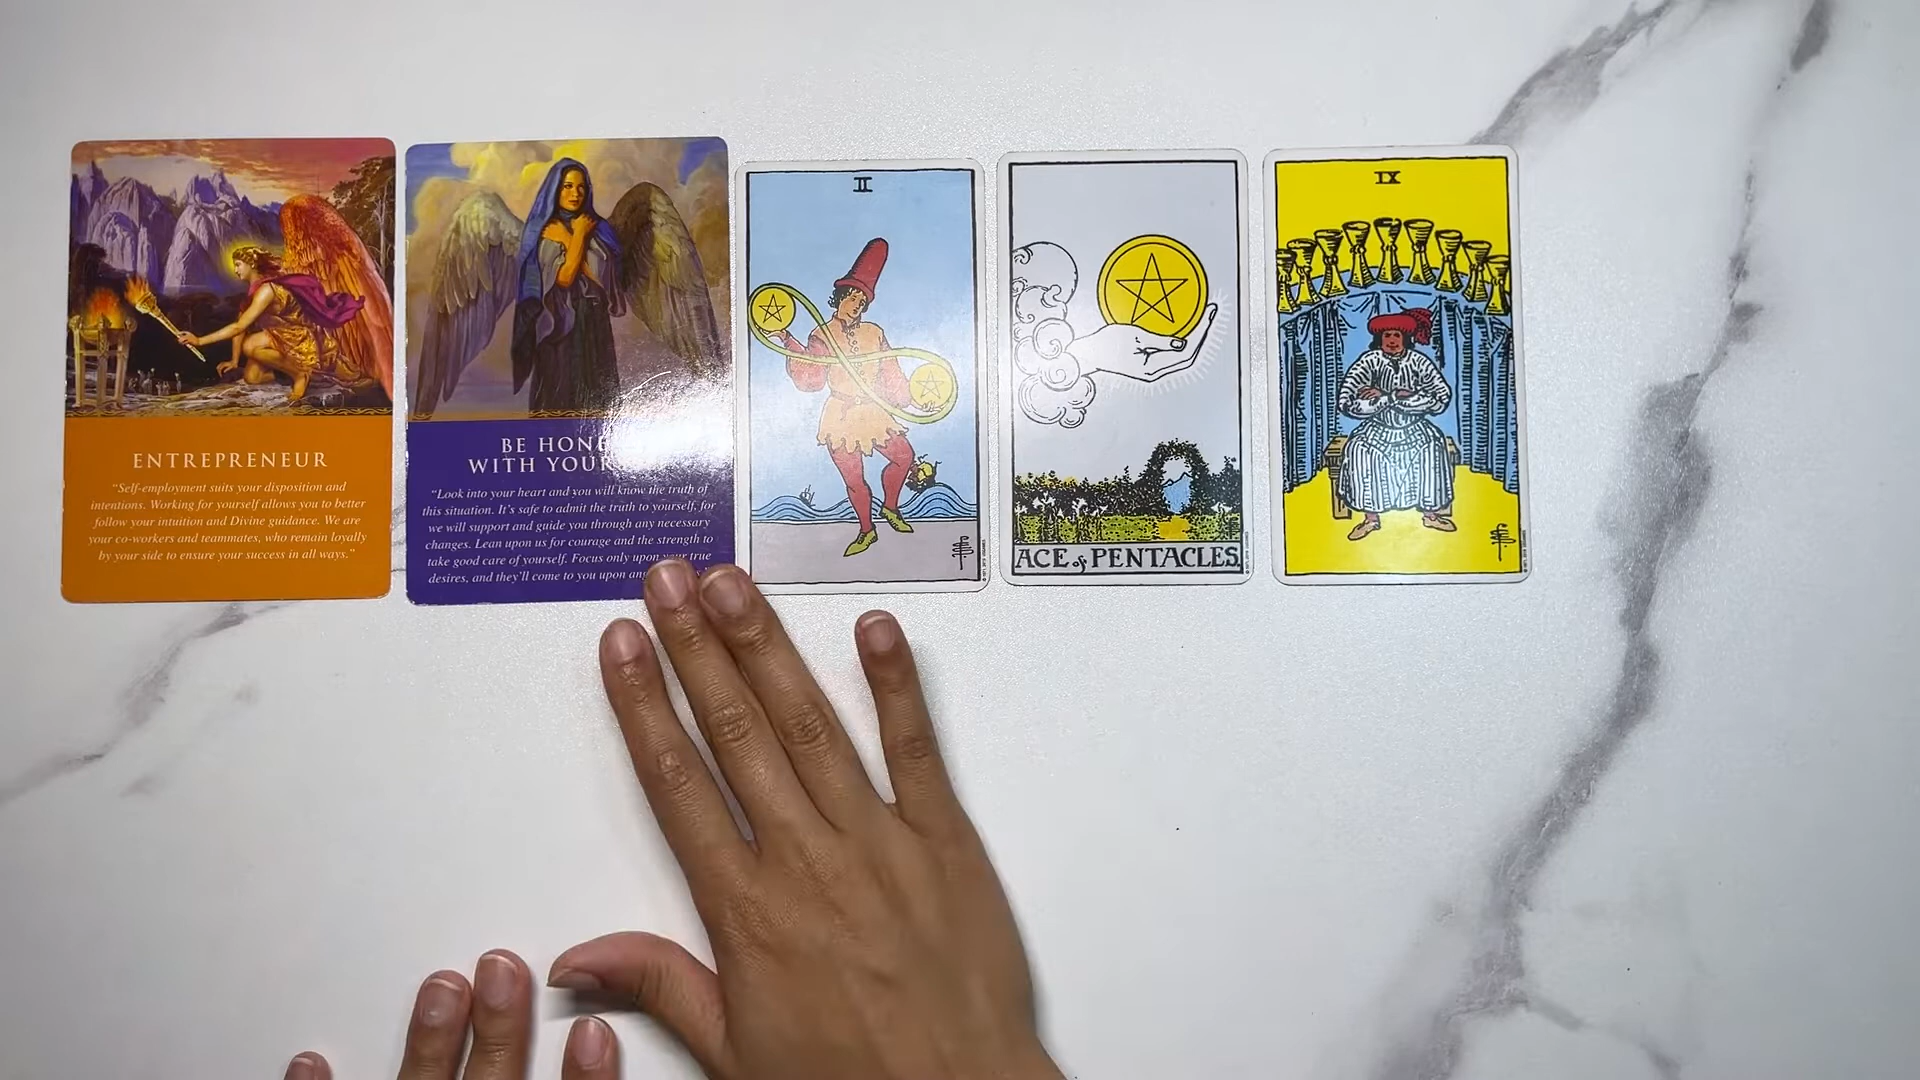 ENTREPRENEUR
"Self-employment suits your disposition and
intentions. Working for yourself allows you to better
follow your intuition and Divine guidance. We are
your co-workers and teammates, who remain loyally
by your side to ensure your success in all ways."
BE
WITH
"Look into your heart and you will know the truth of
this situation. It's safe to admit the truth to yourself, for
we will support and guide you through any necessary
changes. Lean upon us for courage and the strength to
take good care of yourself. Focus only upon your true
desires, and they'll come to you upon
II
ACE of PENTACLES.
IX